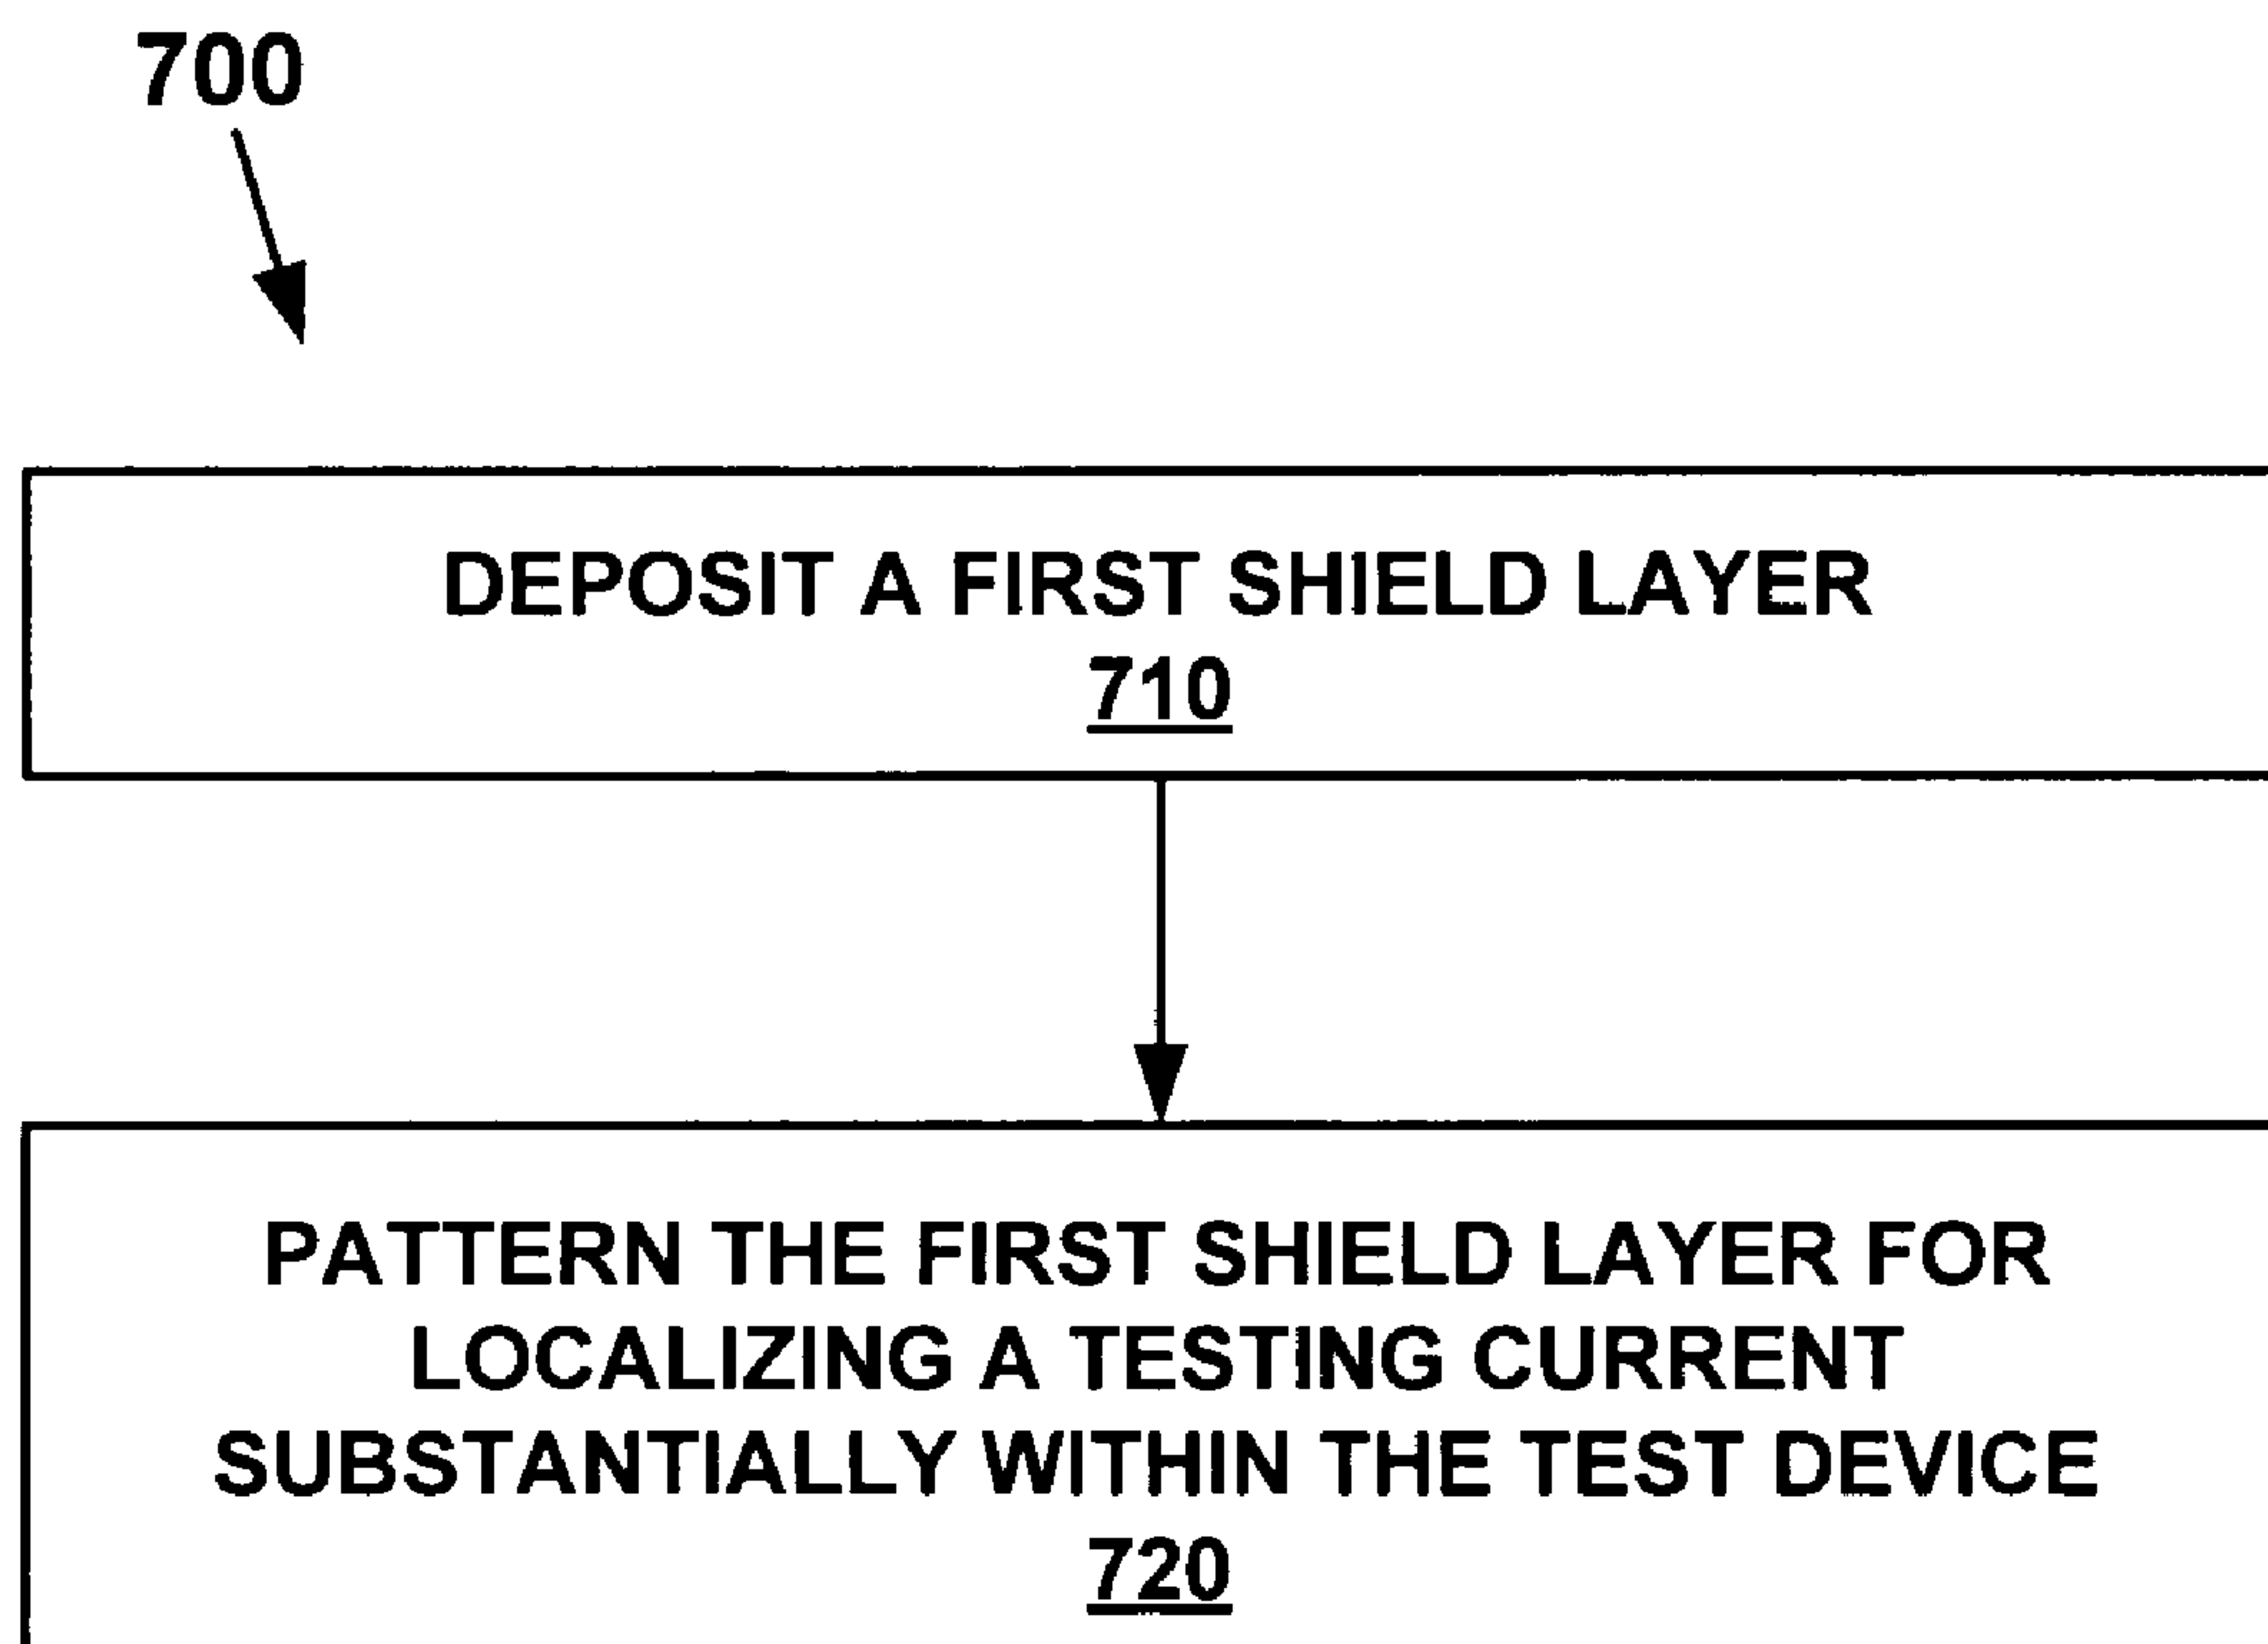 700
DEPOSIT A FIRST SHIELD LAYER
710
PATTERN THE FIRST SHIELD LAYER FOR
LOCALIZING A TESTING CURRENT
SUBSTANTIALLY WITHIN THE TEST DEVICE
720